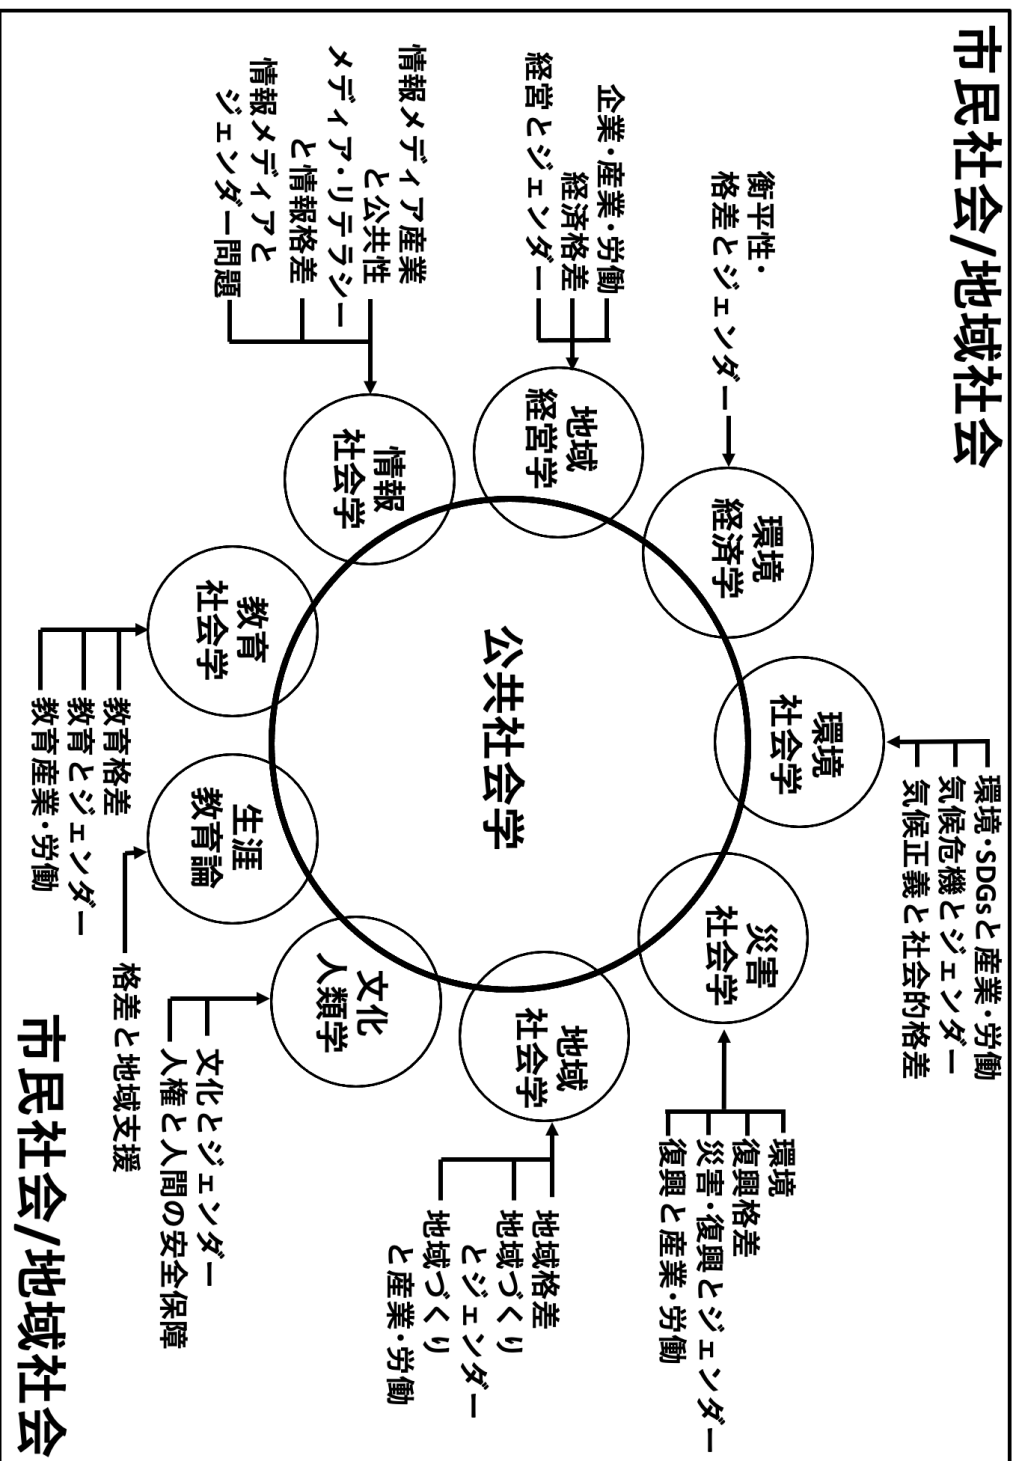 市民社会/地域社会
環境・SDGsと産業・労働
気候危機とジェンダー
気候正義と社会的格差
衡平性・
格差とジェンダー
環境
社会学
環境
経済学
災害
社会学
環境
復興格差
災害・復興とジェンダー
復興と産業・労働
企業・産業・労働
経済格差
経営とジェンダー
地域
経営学
公共社会学
地域
社会学
地域格差
地域づくり
とジェンダー
地域づくり
と産業・労働
情報メディア産業
と公共性
メディア・リテラシー
と情報格差
情報メディアと
ジェンダー問題
情報
社会学
文化
人類学
文化とジェンダー
人権と人間の安全保障
教育
社会学
生涯
教育論
教育格差
教育とジェンダー
教育産業・労働
格差と地域支援
市民社会/地域社会